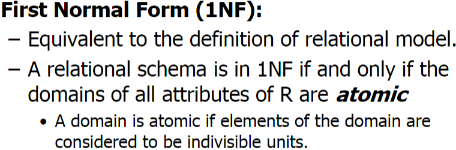 First Normal Form (1NF):
– Equivalent to the definition of relational model.
– A relational schema is in 1NF if and only if the
domains of all attributes of R are atomic
• A domain is atomic if elements of the domain are
considered to be indivisible units.